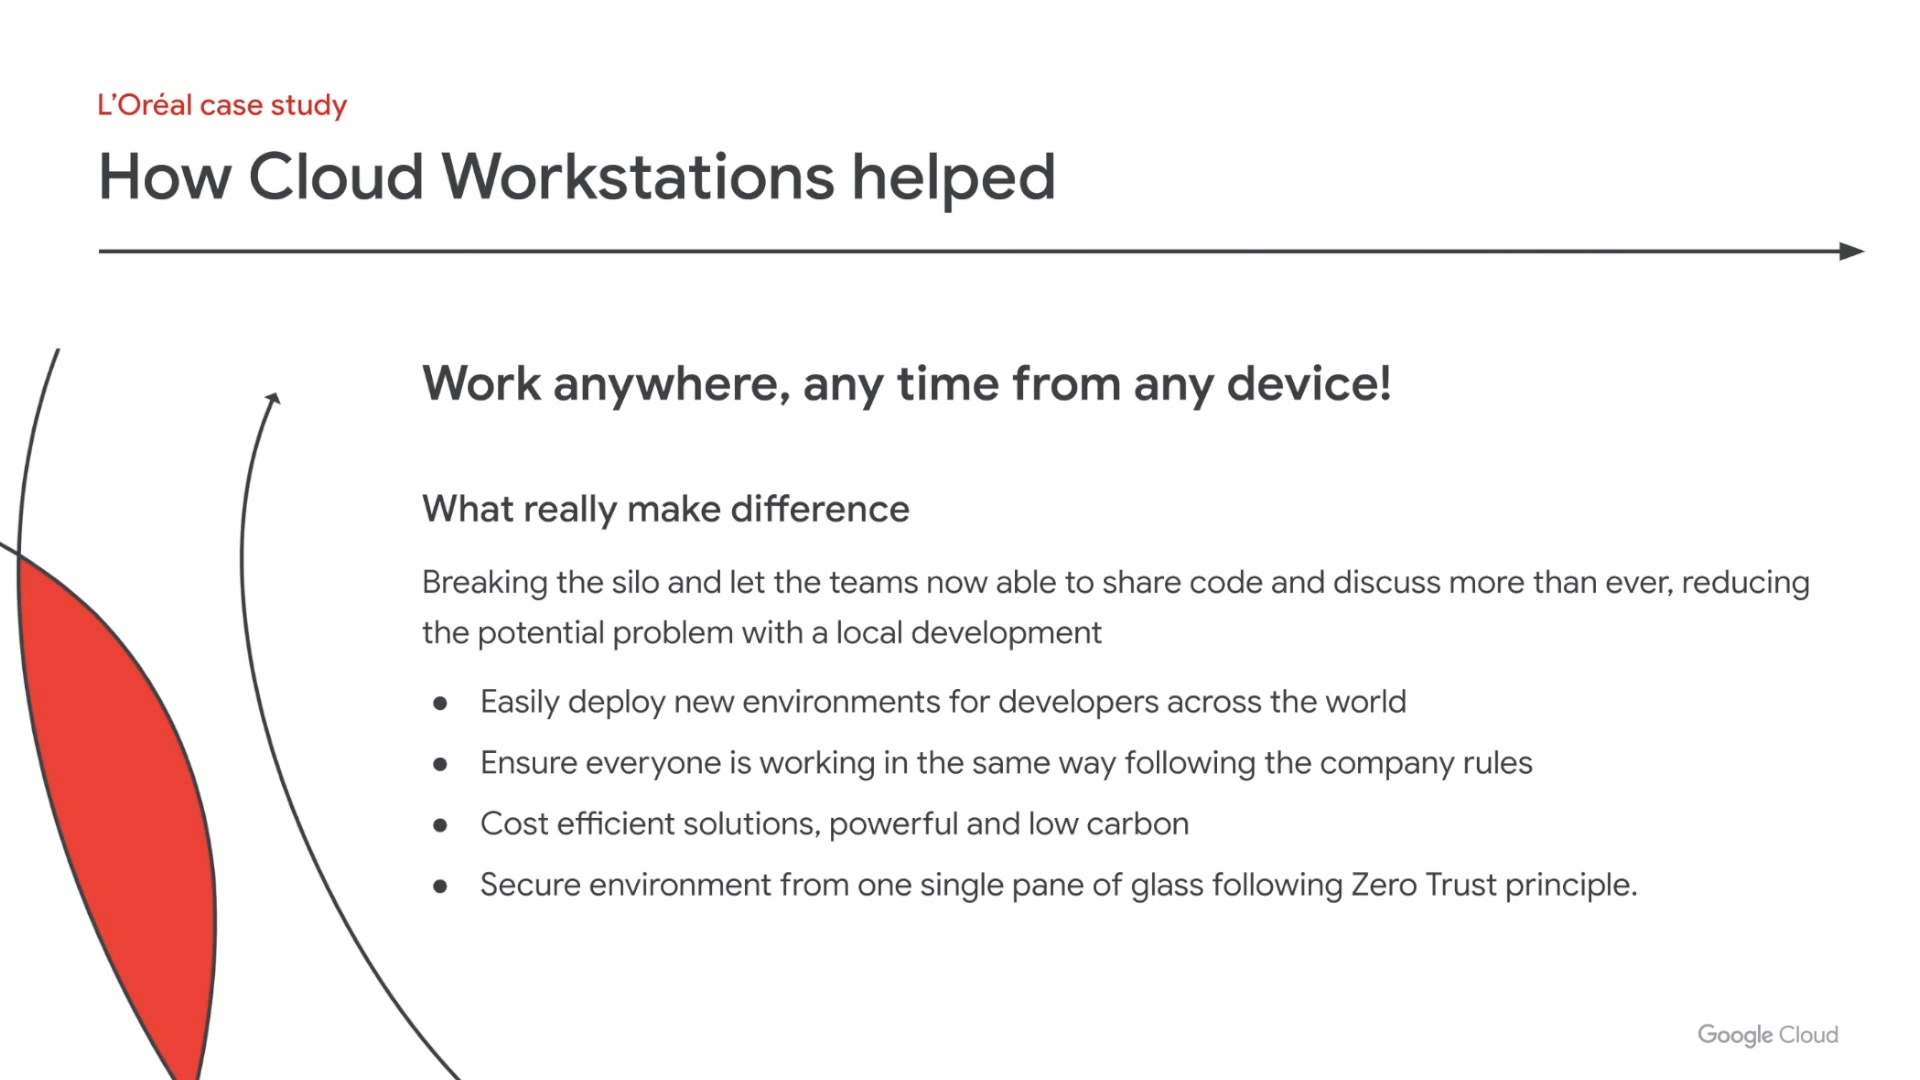 L’Oréal case study
How Cloud Workstations helped
Work anywhere, any time from any device!
What really make difference
Breaking the silo and let the teams now able to share code and discuss more than ever, reducing
the potential problem with a local development
● Easily deploy new environments for developers across the world
● Ensure everyone is working in the same way following the company rules
● Cost efficient solutions, powerful and low carbon
● Secure environment from one single pane of glass following Zero Trust principle.
Google Cloud